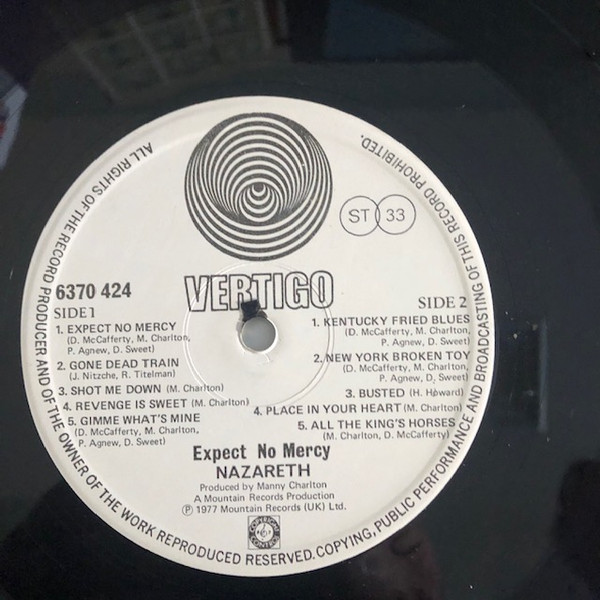 ALL RIGHTS OF THE RECORD PRODUCER AND OF THE OWNER OF THE WORK REPRODUCED RESERVED. COPYING, PUBLIC PERFORMANCE AND BROADCASTING OF THIS RECORD PROHIBITED.
ST 33
VERTIGO
6370 424
SIDE 1
1. EXPECT NO MERCY
(D. McCafferty, M. Charlton,
P. Agnew, D. Sweet)
2. GONE DEAD TRAIN
(J. Nitzche, R. Titelman)
3. SHOT ME DOWN (M. Charlton)
4. REVENGE IS SWEET (M. Charlton)
5. GIMME WHAT'S MINE
(D. McCafferty, M. Charlton,
P. Agnew, D. Sweet)
SIDE 2
1. KENTUCKY FRIED BLUES
(D. McCafferty, M. Charlton,
P. Agnew, D. Sweet)
2. NEW YORK BROKEN TOY
(D. McCafferty, M. Charlton,
P. Agnew, D. Sweet)
3. BUSTED (H. Howard)
4. PLACE IN YOUR HEART (M. Charlton)
5. ALL THE KING'S HORSES
(M. Charlton, D. McCafferty)
Expect No Mercy
NAZARETH
Produced by Manny Charlton
A Mountain Records Production
Ⓟ 1977 Mountain Records (UK) Ltd.
COPYRIGHT
CONTROL